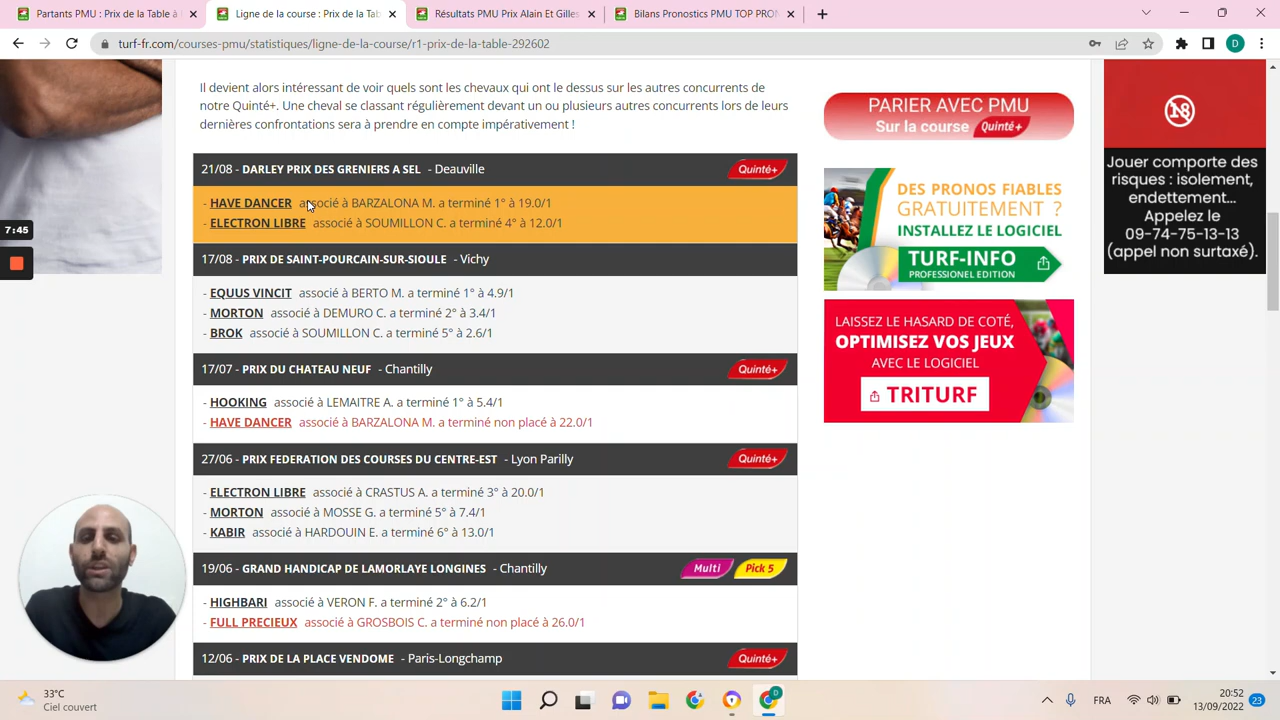 Partants PMU : Prix de la Table à
Ligne de la course : Prix de la Tab
Résultats PMU Prix Alain Et Gilles
Bilans Pronostics PMU TOP PRON
turf-fr.com/courses-pmu/statistiques/ligne-de-la-course/r1-prix-de-la-table-292602
D
Il devient alors intéressant de voir quels sont les chevaux qui ont le dessus sur les autres concurrents de
notre Quinté+. Une cheval se classant régulièrement devant un ou plusieurs autres concurrents lors de leurs
dernières confrontations sera à prendre en compte impérativement !
21/08 - DARLEY PRIX DES GRENIERS A SEL - Deauville Quinté+
- HAVE DANCER associé à BARZALONA M. a terminé 1° à 19.0/1
- ELECTRON LIBRE associé à SOUMILLON C. a terminé 4° à 12.0/1
17/08 - PRIX DE SAINT-POURCAIN-SUR-SIOULE - Vichy
- EQUUS VINCIT associé à BERTO M. a terminé 1° à 4.9/1
- MORTON associé à DEMURO C. a terminé 2° à 3.4/1
- BROK associé à SOUMILLON C. a terminé 5° à 2.6/1
17/07 - PRIX DU CHATEAU NEUF - Chantilly Quinté+
- HOOKING associé à LEMAITRE A. a terminé 1° à 5.4/1
- HAVE DANCER associé à BARZALONA M. a terminé non placé à 22.0/1
27/06 - PRIX FEDERATION DES COURSES DU CENTRE-EST - Lyon Parilly Quinté+
- ELECTRON LIBRE associé à CRASTUS A. a terminé 3° à 20.0/1
- MORTON associé à MOSSE G. a terminé 5° à 7.4/1
- KABIR associé à HARDOUIN E. a terminé 6° à 13.0/1
19/06 - GRAND HANDICAP DE LAMORLAYE LONGINES - Chantilly Multi Pick 5
- HIGHBARI associé à VERON F. a terminé 2° à 6.2/1
- FULL PRECIEUX associé à GROSBOIS C. a terminé non placé à 26.0/1
12/06 - PRIX DE LA PLACE VENDOME - Paris-Longchamp Quinté+
PARIER AVEC PMU
Sur la course Quinté+
DES PRONOS FIABLES
GRATUITEMENT ?
INSTALLEZ LE LOGICIEL
TURF-INFO
PROFESSIONEL EDITION
LAISSEZ LE HASARD DE COTÉ,
OPTIMISEZ VOS JEUX
AVEC LE LOGICIEL
TRITURF
18
Jouer comporte des
risques : isolement,
endettement...
Appelez le
09-74-75-13-13
(appel non surtaxé).
7:45
33°C
Ciel couvert
D
FRA
20:52
13/09/2022
23